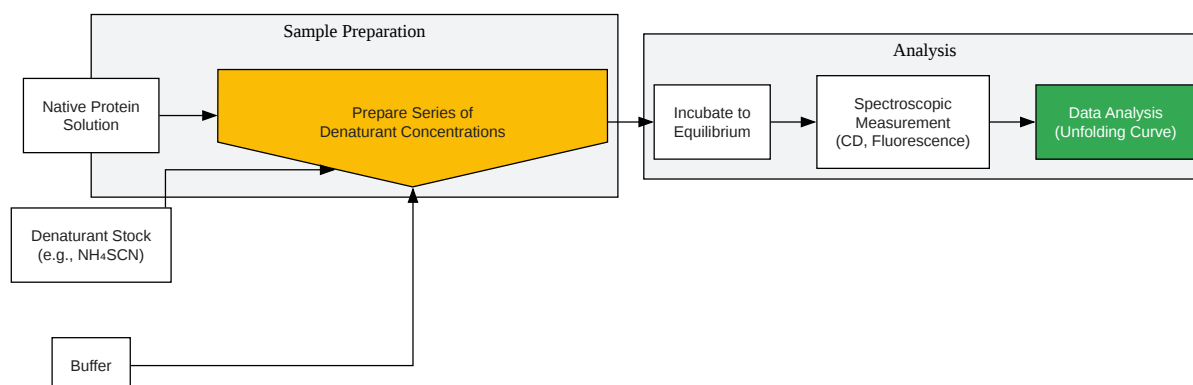 Sample Preparation
Native Protein
Solution
Prepare Series of
Denaturant Concentrations
Denaturant Stock
(e.g., NH₄SCN)
Buffer
Analysis
Incubate to
Equilibrium
Spectroscopic
Measurement
(CD, Fluorescence)
Data Analysis
(Unfolding Curve)